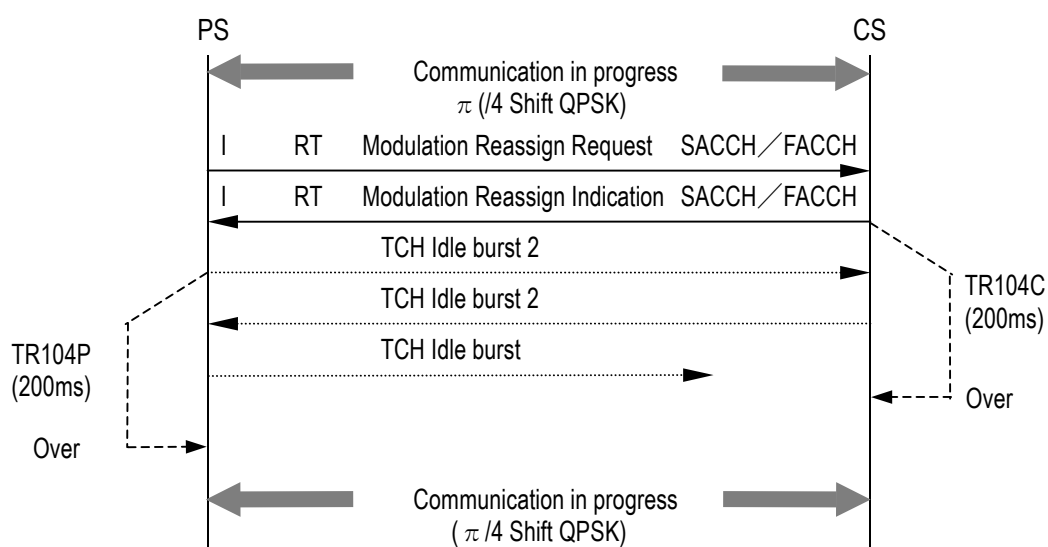 PS CS
Communication in progress
π (/4 Shift QPSK)
I RT Modulation Reassign Request SACCH／FACCH
I RT Modulation Reassign Indication SACCH／FACCH
TCH Idle burst 2
TR104C
(200ms)
TCH Idle burst 2
TR104P
(200ms)
TCH Idle burst
Over
Over
Communication in progress
( π /4 Shift QPSK)